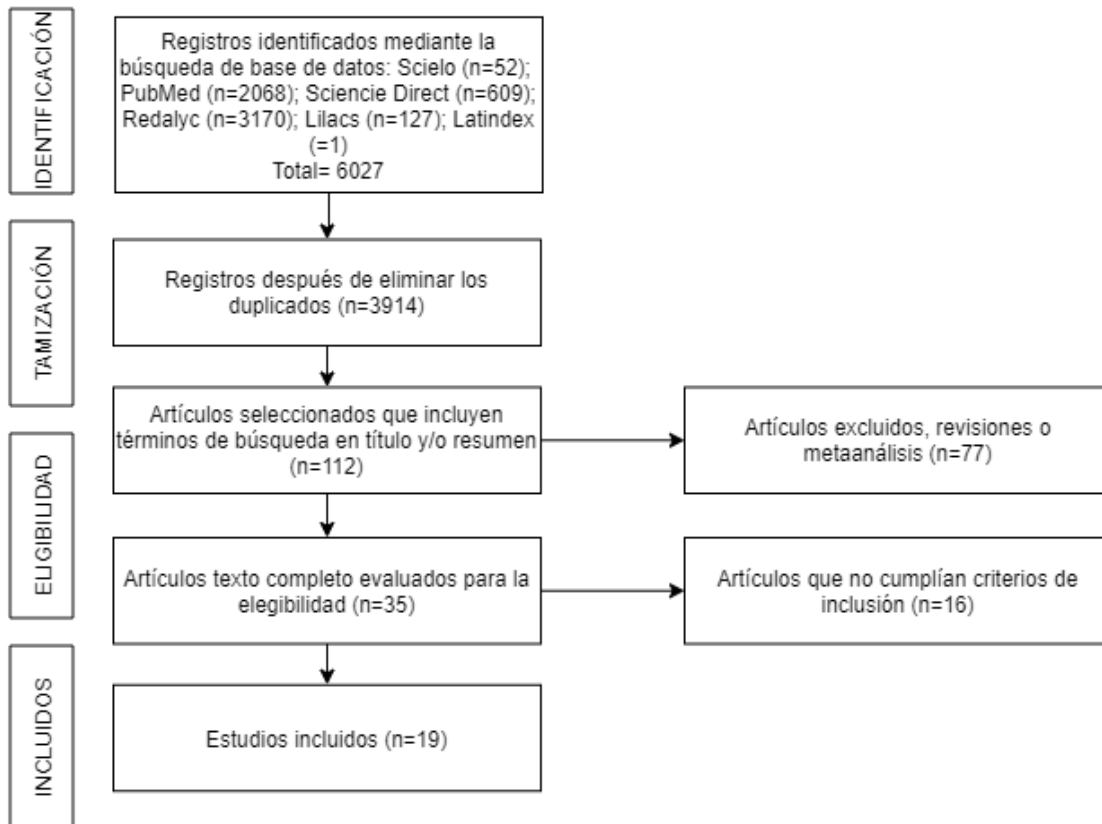 IDENTIFICACIÓN
Registros identificados mediante la
búsqueda de base de datos: Scielo (n=52);
PubMed (n=2068); Sciencie Direct (n=609);
Redalyc (n=3170); Lilacs (n=127); Latindex
(=1)
Total= 6027
TAMIZACIÓN
Registros después de eliminar los
duplicados (n=3914)
Artículos seleccionados que incluyen
términos de búsqueda en título y/o resumen
(n=112)
Artículos excluidos, revisiones o
metaanálisis (n=77)
ELIGIBILIDAD
Artículos texto completo evaluados para la
elegibilidad (n=35)
Artículos que no cumplían criterios de
inclusión (n=16)
INCLUIDOS
Estudios incluidos (n=19)